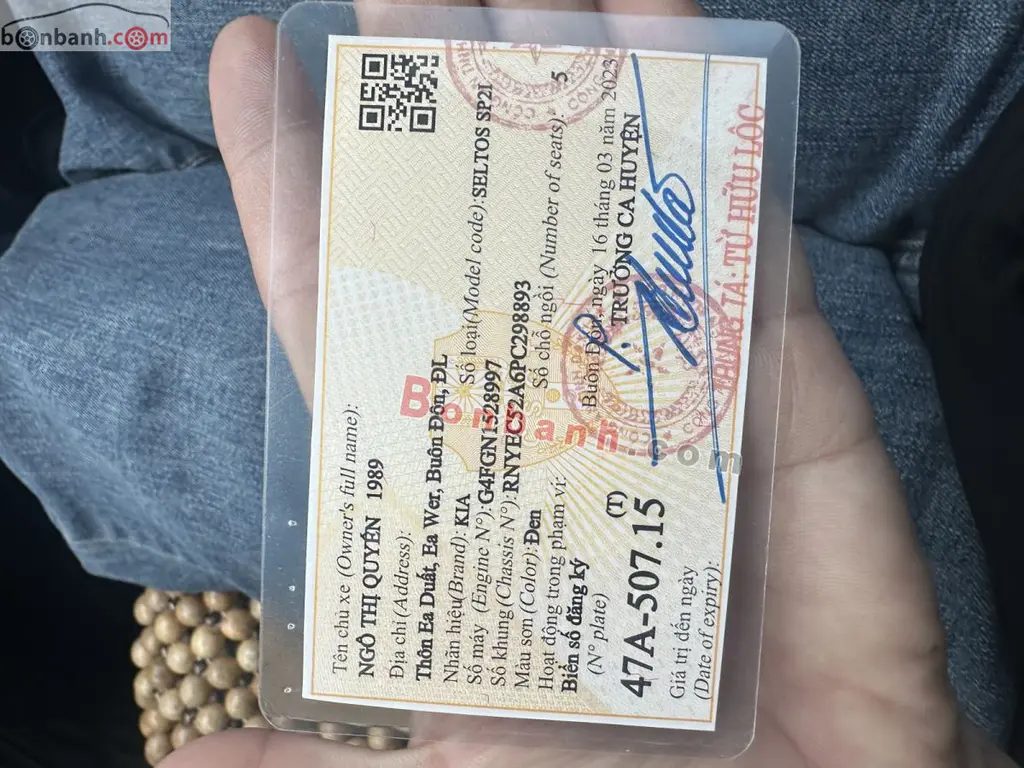 bonbanh.com
Tên chủ xe (Owner's full name):
NGÔ THỊ QUYÊN 1989
Địa chỉ (Address):
Thôn Ea Duất, Ea Wer, Buôn Đôn, ĐL
Nhãn hiệu(Brand): KIA Số loại(Model code): SELTOS SP2I
Số máy (Engine N°): G4FGN1528997
Số khung(Chassis N°): RNYEC52A6PC298893
Màu sơn (Color): Đen Số chỗ ngồi (Number of seats): 5
Hoạt động trong phạm vi:
Biển số đăng ký Buôn Đôn, ngày 16 tháng 03 năm 2023
(N° plate) TRƯỞNG CA HUYỆN
47A-507.15 (T)
Giá trị đến ngày
(Date of expiry):
TRUNG TÁ: TỪ HỮU LỘC
Bonbanh.com